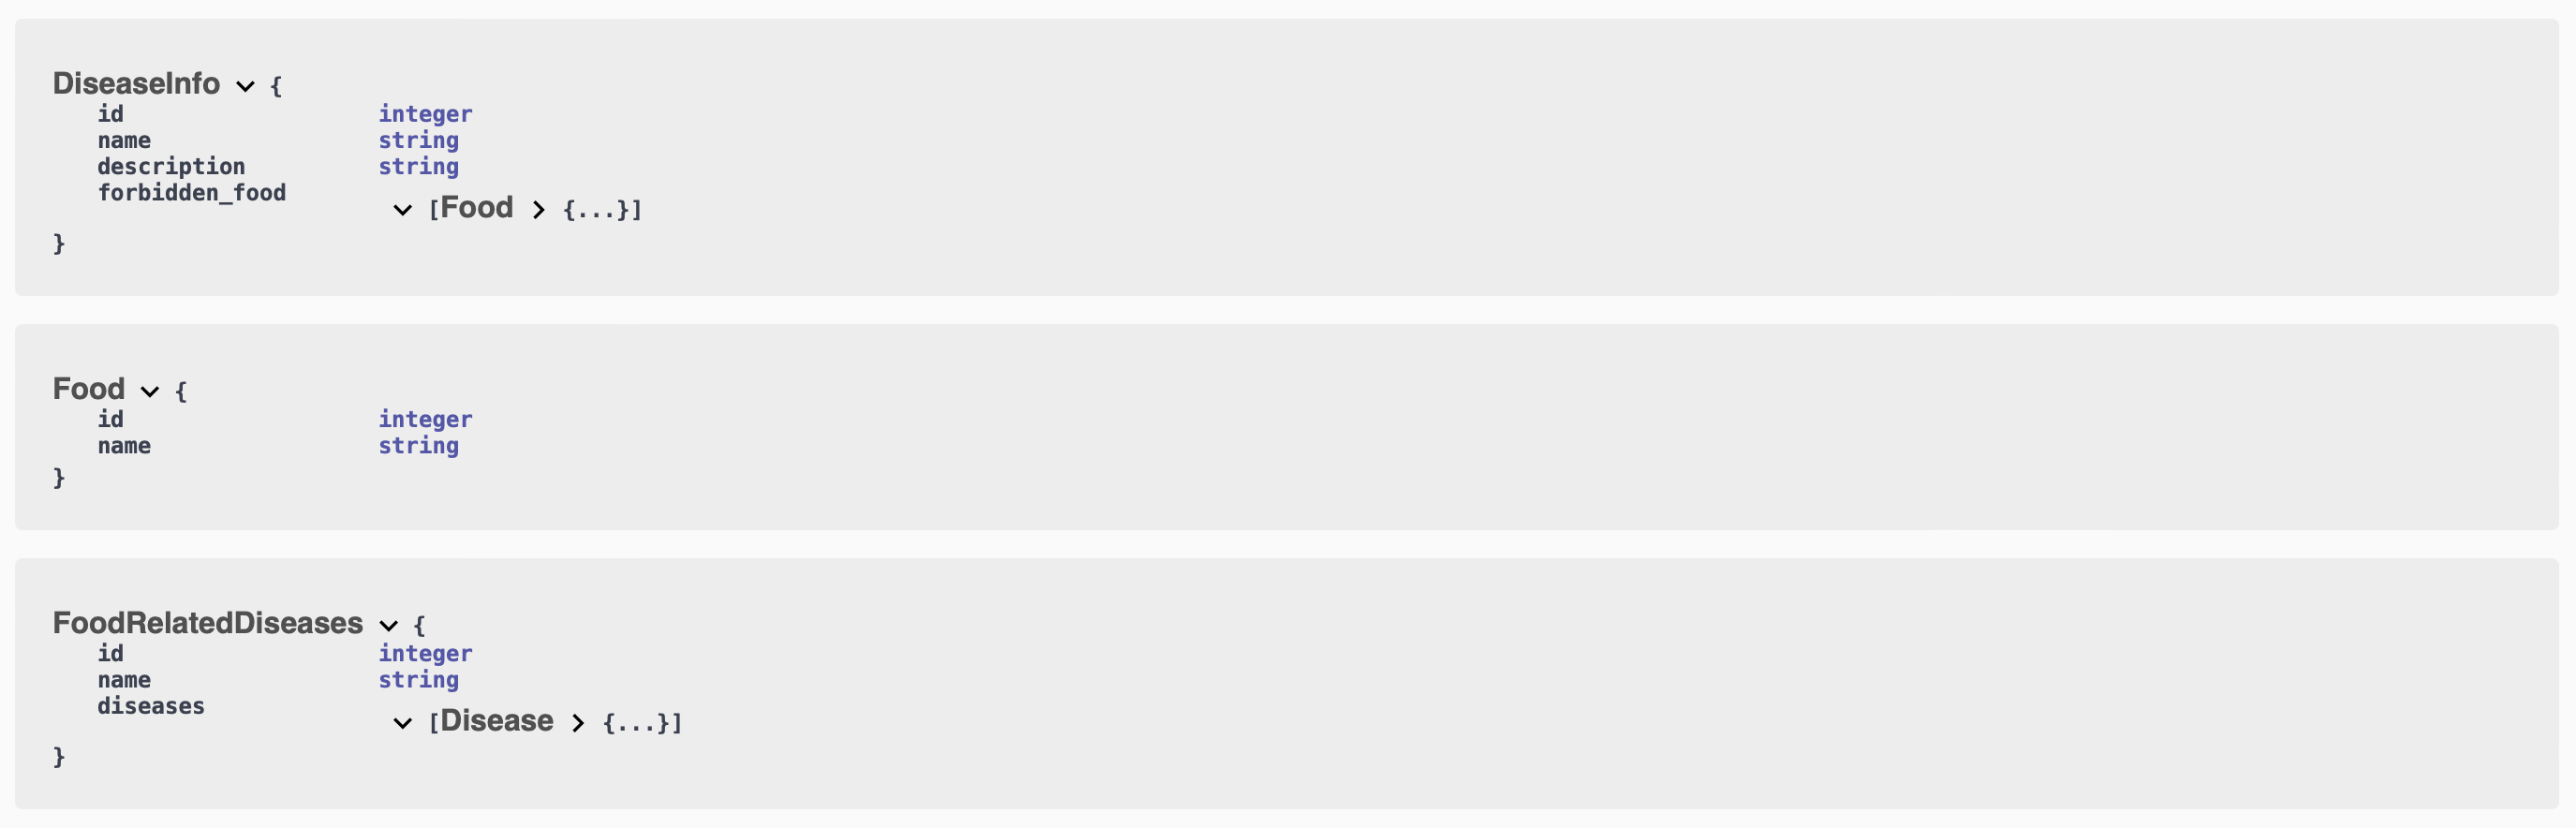 DiseaseInfo {
id integer
name string
description string
forbidden_food
[Food > {...}]
}
Food {
id integer
name string
}
FoodRelatedDiseases {
id integer
name string
diseases
[Disease > {...}]
}